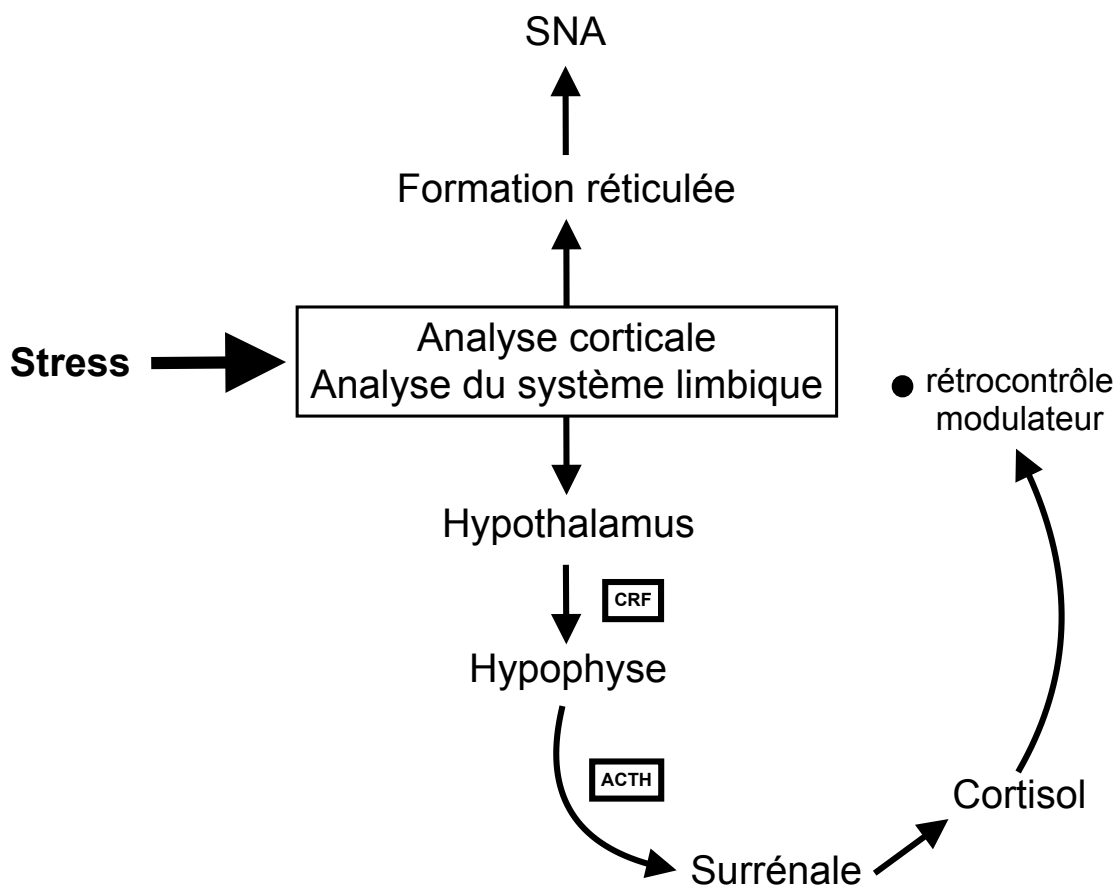 SNA
Formation réticulée
Stress
Analyse corticale
Analyse du système limbique
● rétrocontrôle
modulateur
Hypothalamus
CRF
Hypophyse
ACTH
Cortisol
Surrénale